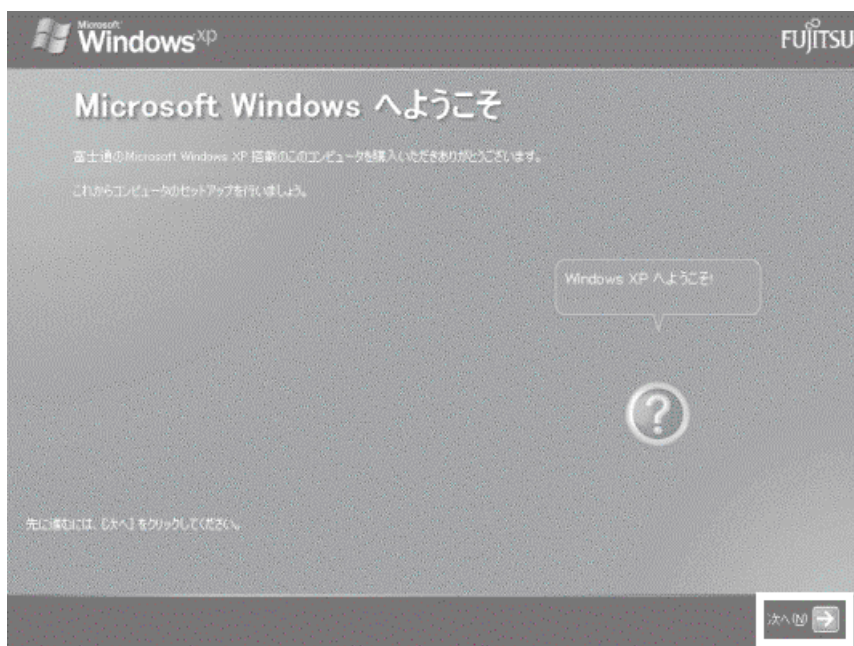 Microsoft
Windows xp
FUJITSU
Microsoft Windows へようこそ
富士通のMicrosoft Windows XP 搭載のこのコンピュータを購入いただきありがとうございます。
これからコンピュータのセットアップを行いましょう。
Windows XP へようこそ!
先に進むには、[次へ] をクリックしてください。
次へ(N)